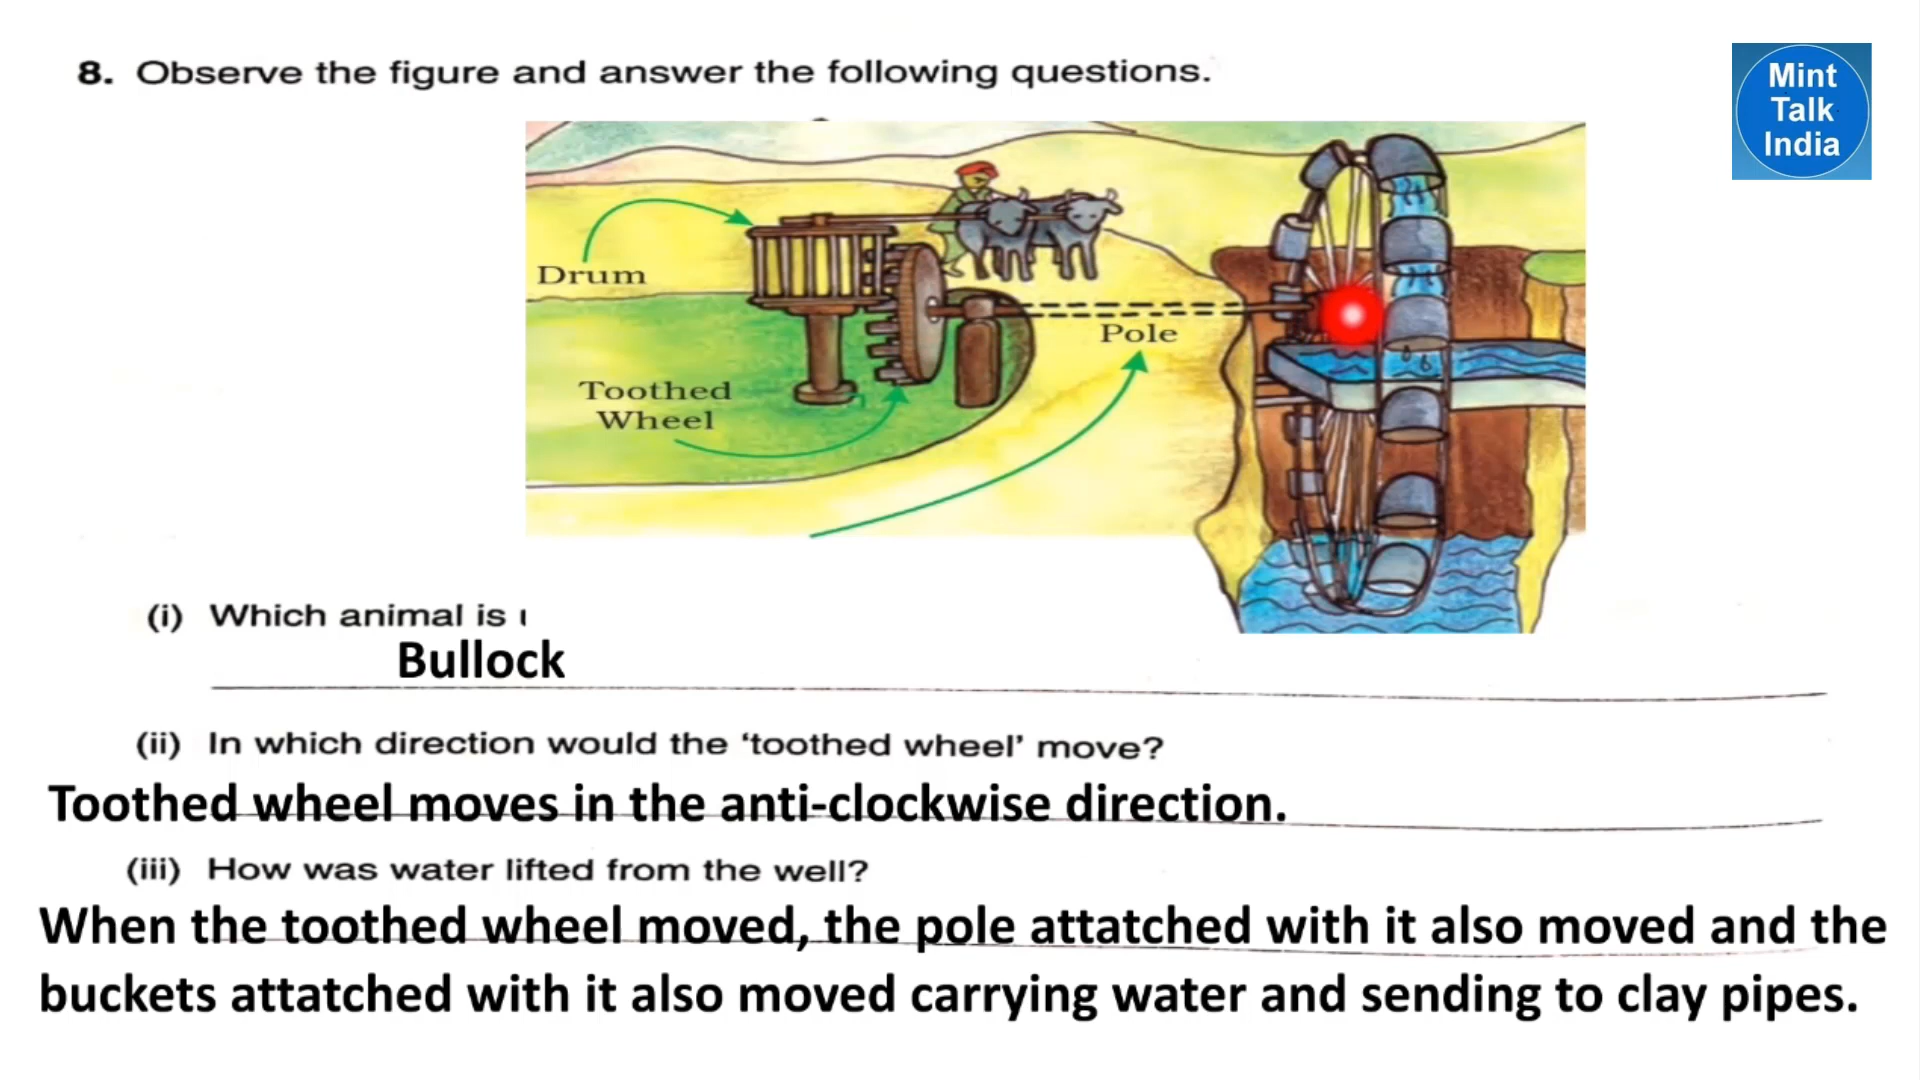 8. Observe the figure and answer the following questions.
Mint
Talk
India
Drum
Pole
Toothed
Wheel
(i) Which animal is
Bullock
(ii) In which direction would the ‘toothed wheel’ move?
Toothed wheel moves in the anti-clockwise direction.
(iii) How was water lifted from the well?
When the toothed wheel moved, the pole attatched with it also moved and the
buckets attatched with it also moved carrying water and sending to clay pipes.